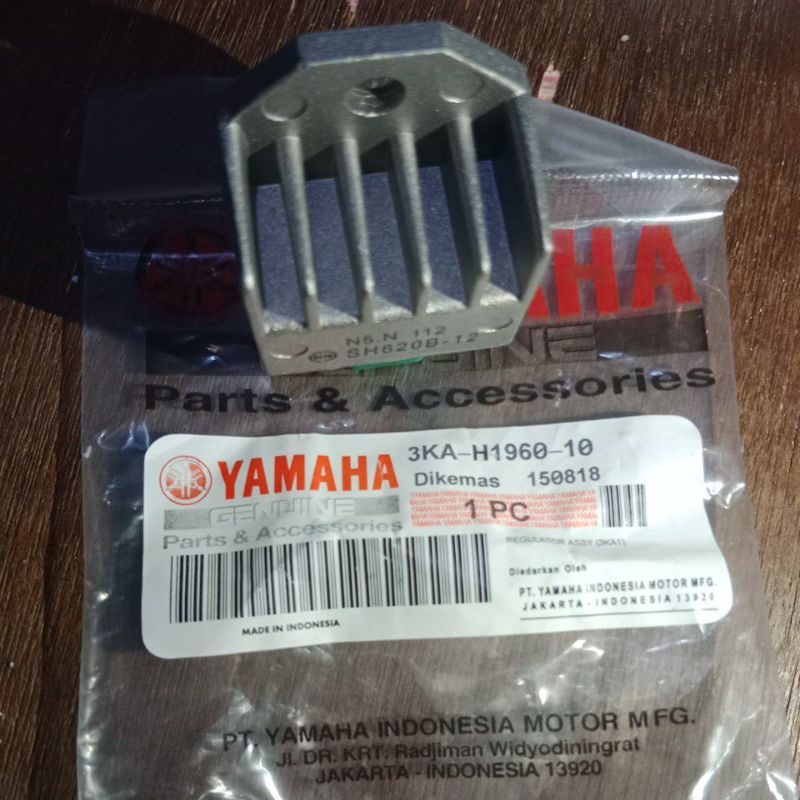 N5.N 112
SH620B-12
YAMAHA
GENUINE
Parts & Accessories
YAMAHA
GENUINE
Parts & Accessories
3KA-H1960-10
Dikemas 150818
1 PC
REGULATOR ASSY (3KA1)
Diedarkan Oleh
PT. YAMAHA INDONESIA MOTOR MFG.
JAKARTA - INDONESIA 13920
MADE IN INDONESIA
PT. YAMAHA INDONESIA MOTOR MFG.
Jl. DR. KRT. Radjiman Widyodiningrat
JAKARTA - INDONESIA 13920